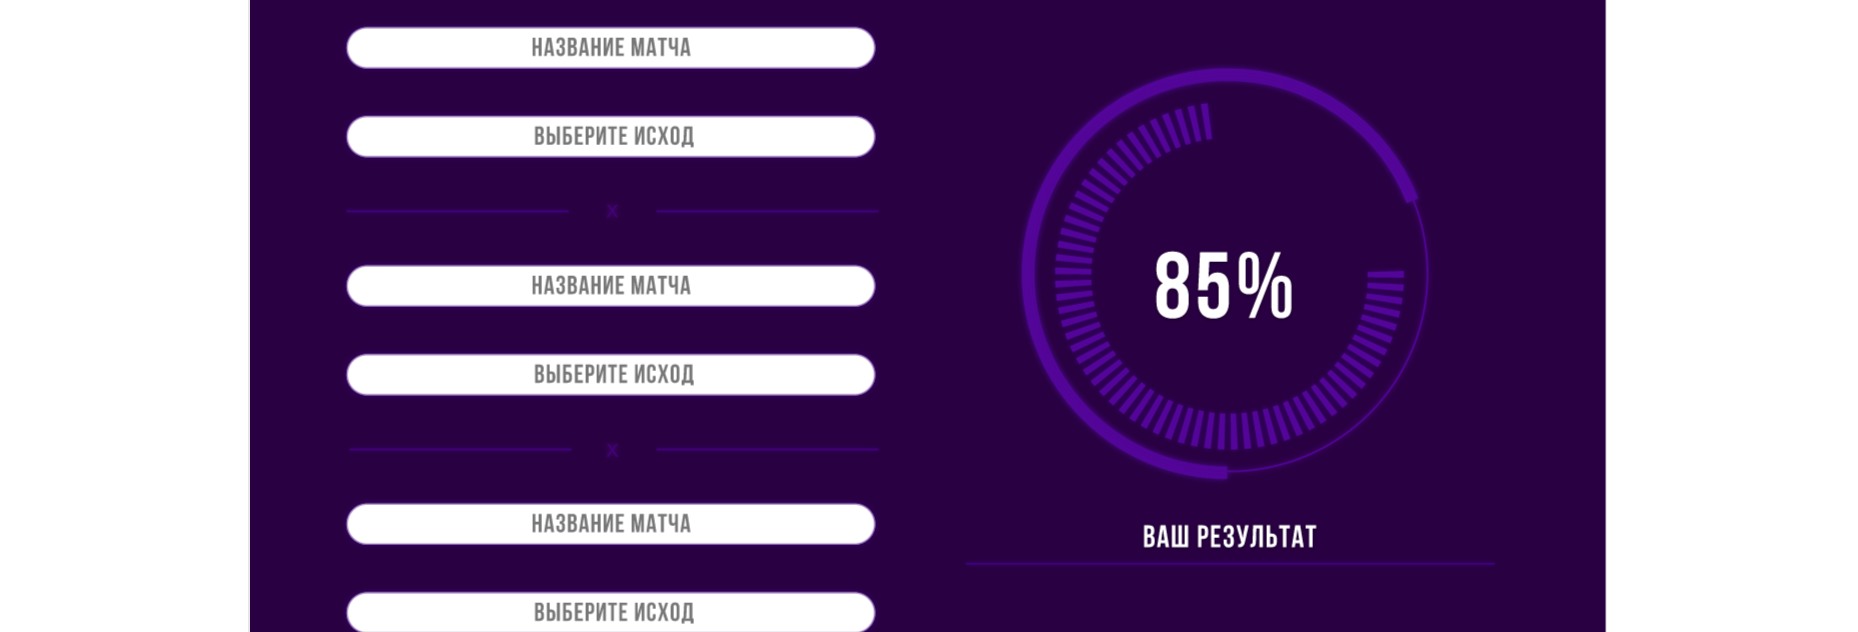 НАЗВАНИЕ МАТЧА
ВЫБЕРИТЕ ИСХОД
X
НАЗВАНИЕ МАТЧА
ВЫБЕРИТЕ ИСХОД
X
НАЗВАНИЕ МАТЧА
ВЫБЕРИТЕ ИСХОД
85%
ВАШ РЕЗУЛЬТАТ